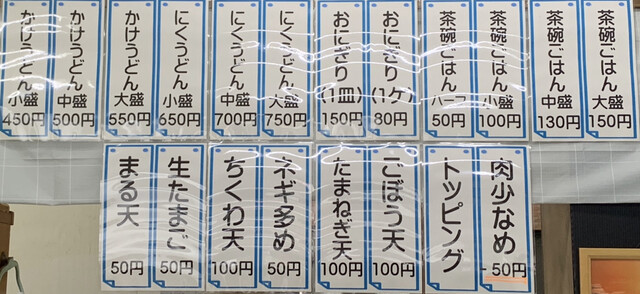 かけうどん 小盛 450円
かけうどん 中盛 500円
かけうどん 大盛 550円
にくうどん 小盛 650円
にくうどん 中盛 700円
にくうどん 大盛 750円
おにぎり (1皿) 150円
おにぎり (1ケ) 80円
茶碗ごはん ハーフ 50円
茶碗ごはん 小盛 100円
茶碗ごはん 中盛 130円
茶碗ごはん 大盛 150円
まる天 50円
生たまご 50円
ちくわ天 100円
ネギ多め 50円
たまねぎ天 100円
ごぼう天 100円
トッピング
肉少なめ -50円